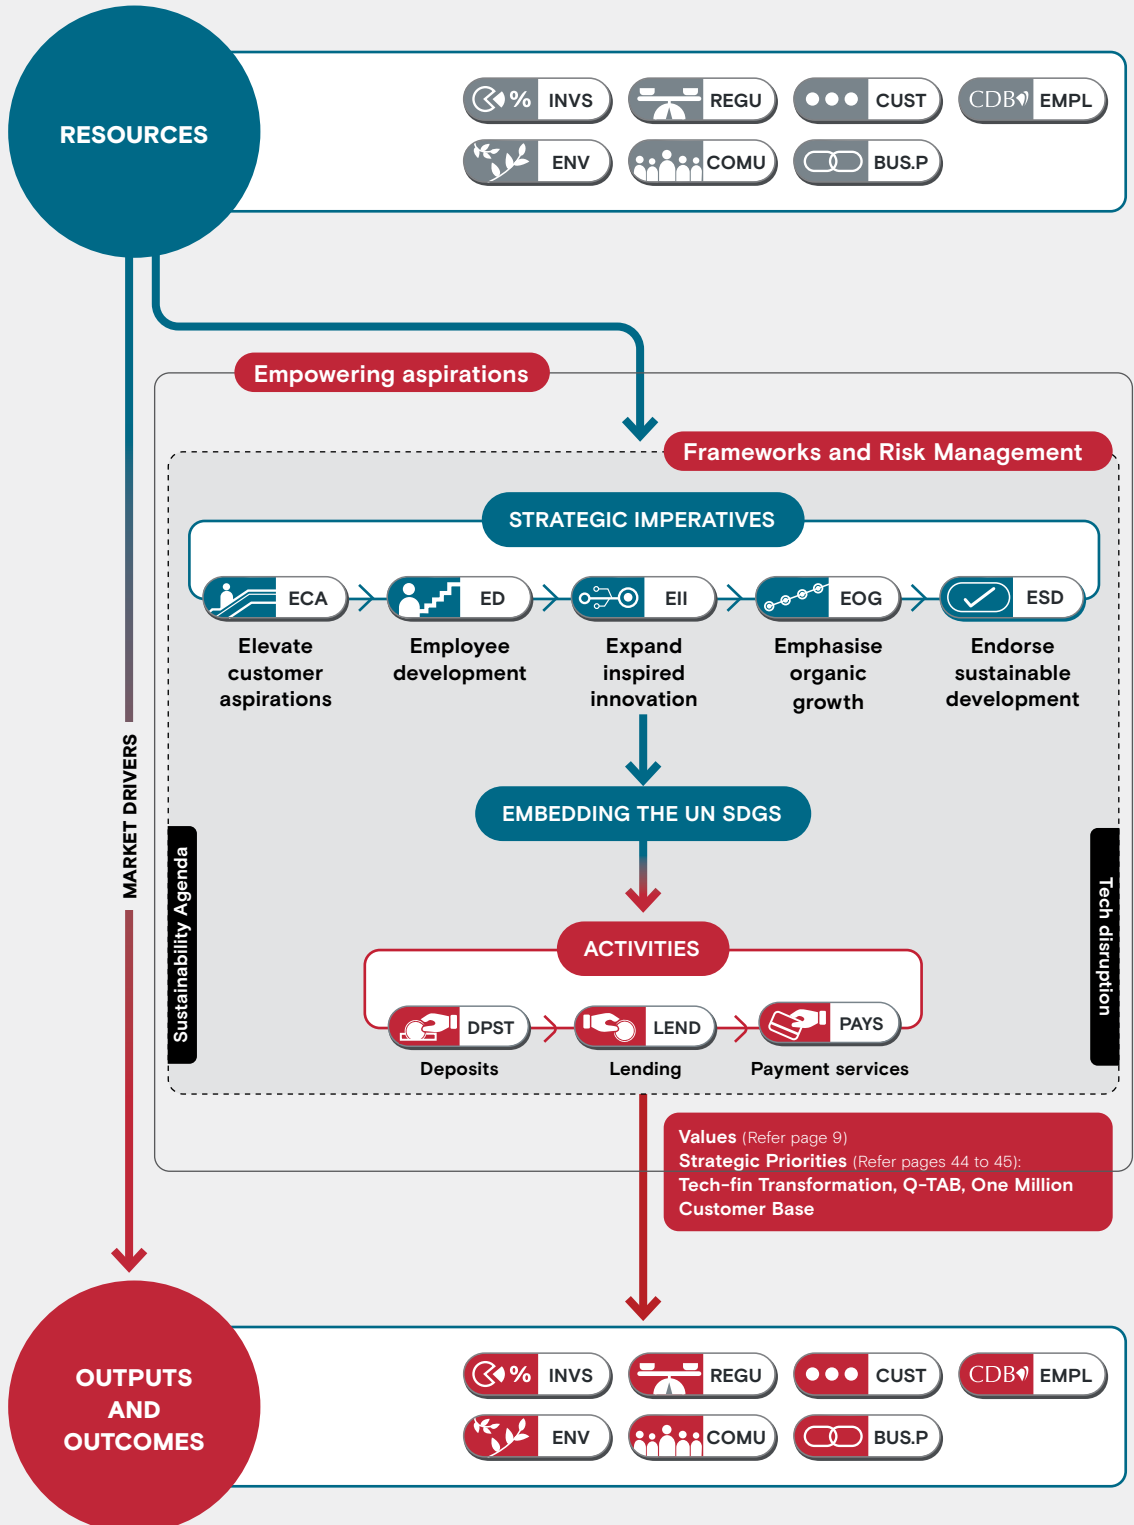 RESOURCES
% INVS
REGU
CUST
CDB EMPL
ENV
COMU
BUS.P
Empowering aspirations
Frameworks and Risk Management
STRATEGIC IMPERATIVES
ECA
ED
EII
EOG
ESD
Elevate
customer
aspirations
Employee
development
Expand
inspired
innovation
Emphasise
organic
growth
Endorse
sustainable
development
MARKET DRIVERS
EMBEDDING THE UN SDGS
Sustainability Agenda
Tech disruption
ACTIVITIES
DPST
LEND
PAYS
Deposits
Lending
Payment services
Values (Refer page 9)
Strategic Priorities (Refer pages 44 to 45):
Tech-fin Transformation, Q-TAB, One Million
Customer Base
OUTPUTS
AND
OUTCOMES
% INVS
REGU
CUST
CDB EMPL
ENV
COMU
BUS.P